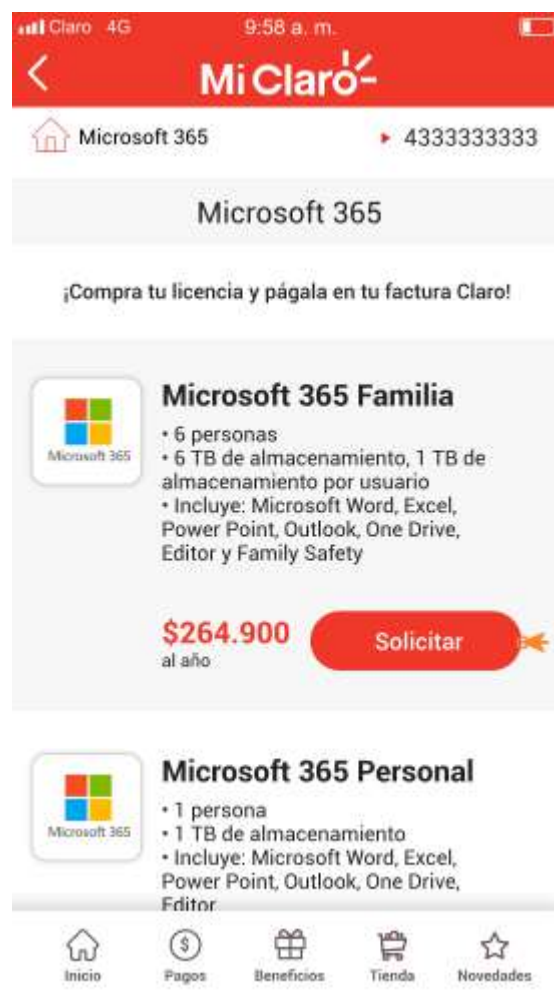 Claro 4G 9:58 a. m.
Mi Claro
Microsoft 365 4333333333
Microsoft 365
¡Compra tu licencia y págala en tu factura Claro!
Microsoft 365 Familia
• 6 personas
• 6 TB de almacenamiento, 1 TB de
almacenamiento por usuario
• Incluye: Microsoft Word, Excel,
Power Point, Outlook, One Drive,
Editor y Family Safety
Microsoft 365
$264.900
al año
Solicitar
Microsoft 365 Personal
• 1 persona
• 1 TB de almacenamiento
• Incluye: Microsoft Word, Excel,
Power Point, Outlook, One Drive,
Editor
Microsoft 365
Inicio Pagos Beneficios Tienda Novedades